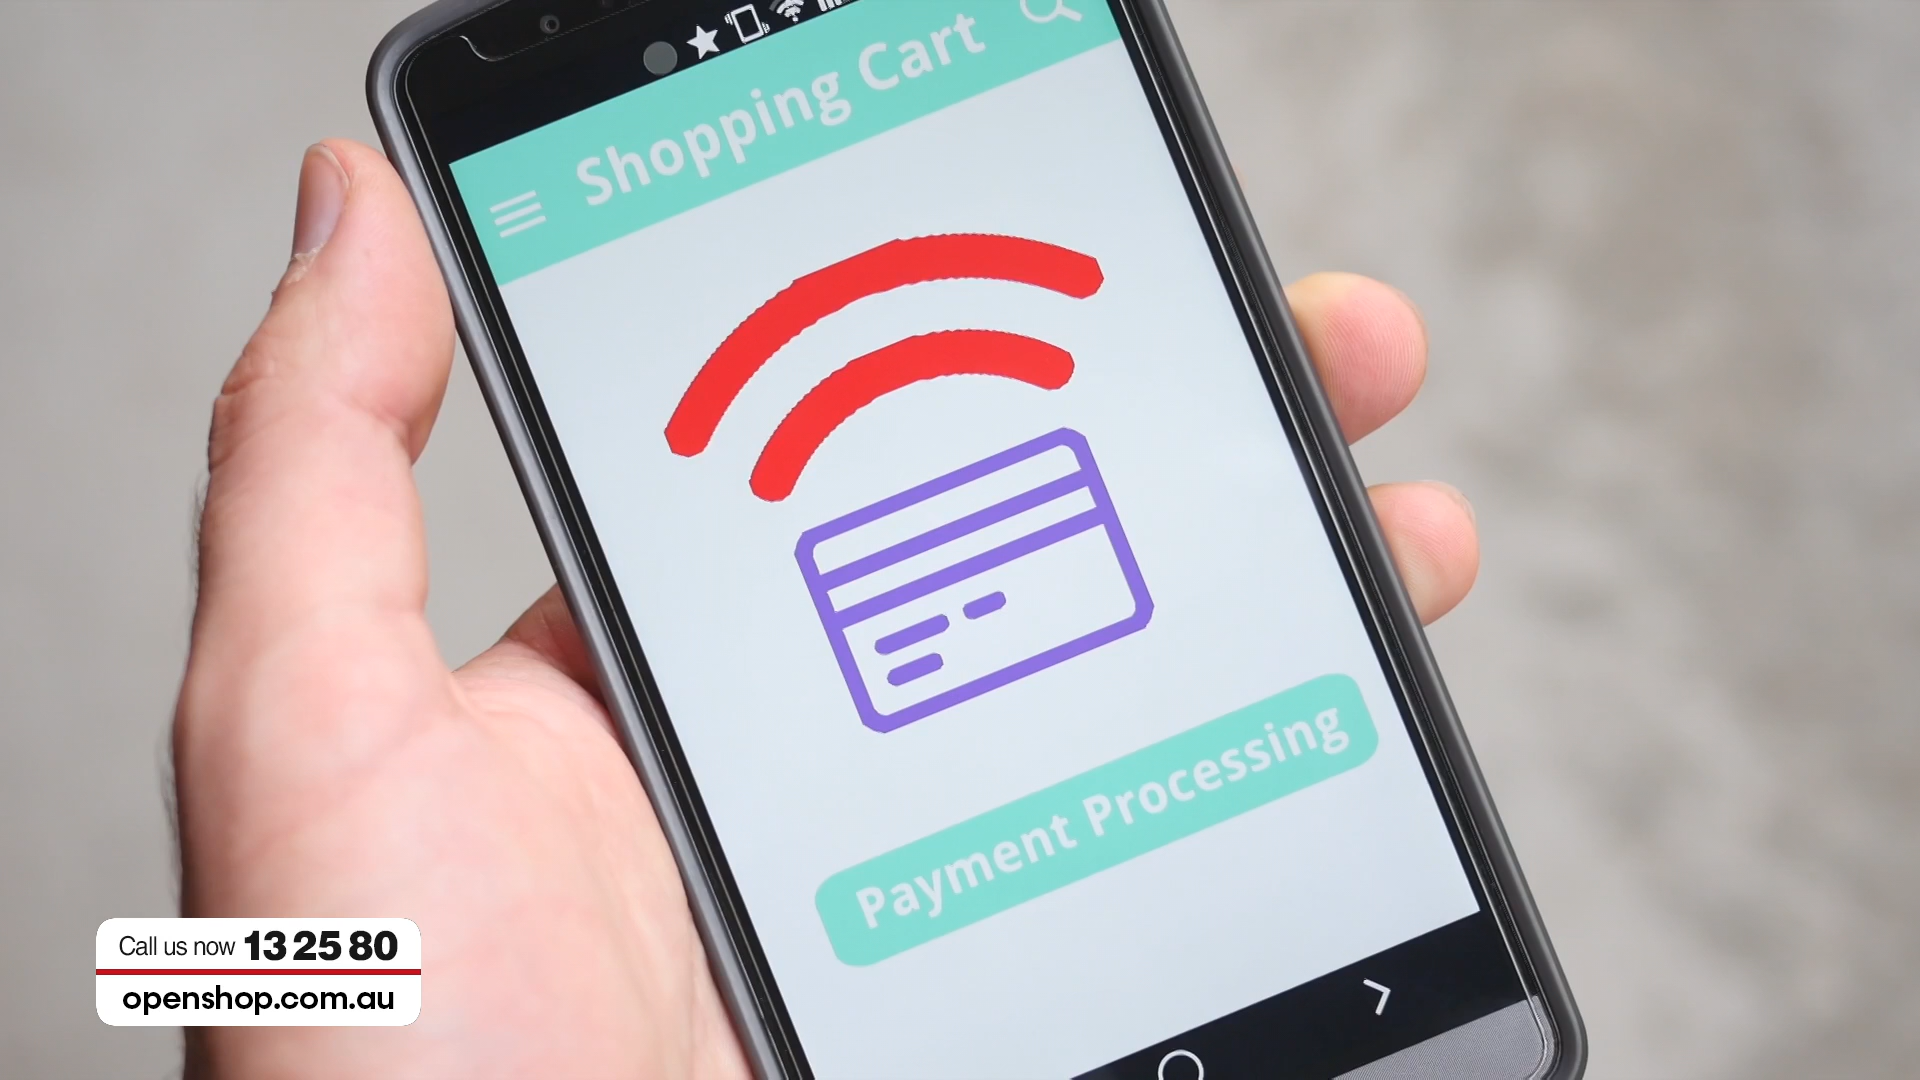 Shopping Cart
Payment Processing
Call us now 13 25 80
openshop.com.au